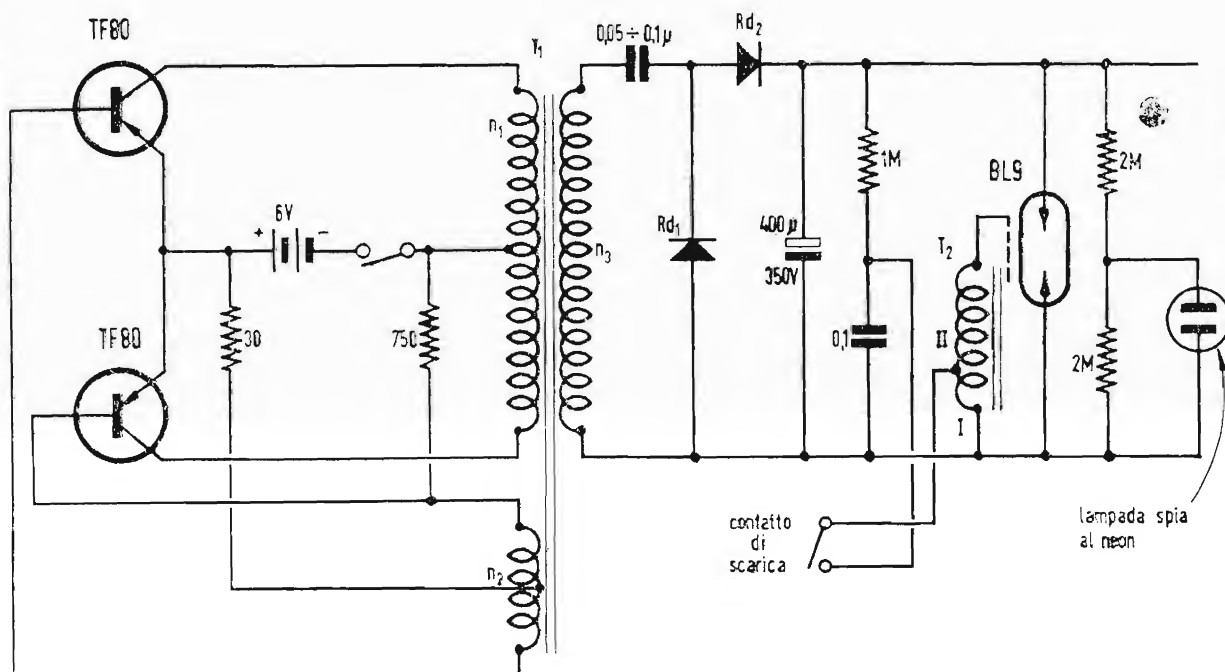 TF80
T1
0,05 ÷ 0,1µ
Rd2
n1
6V
+
-
1M
2M
BL9
Rd1
400 µ
350V
n3
T2
30
750
TF80
0,1
II
2M
I
n2
contatto
di
scarica
lampada spia
al neon